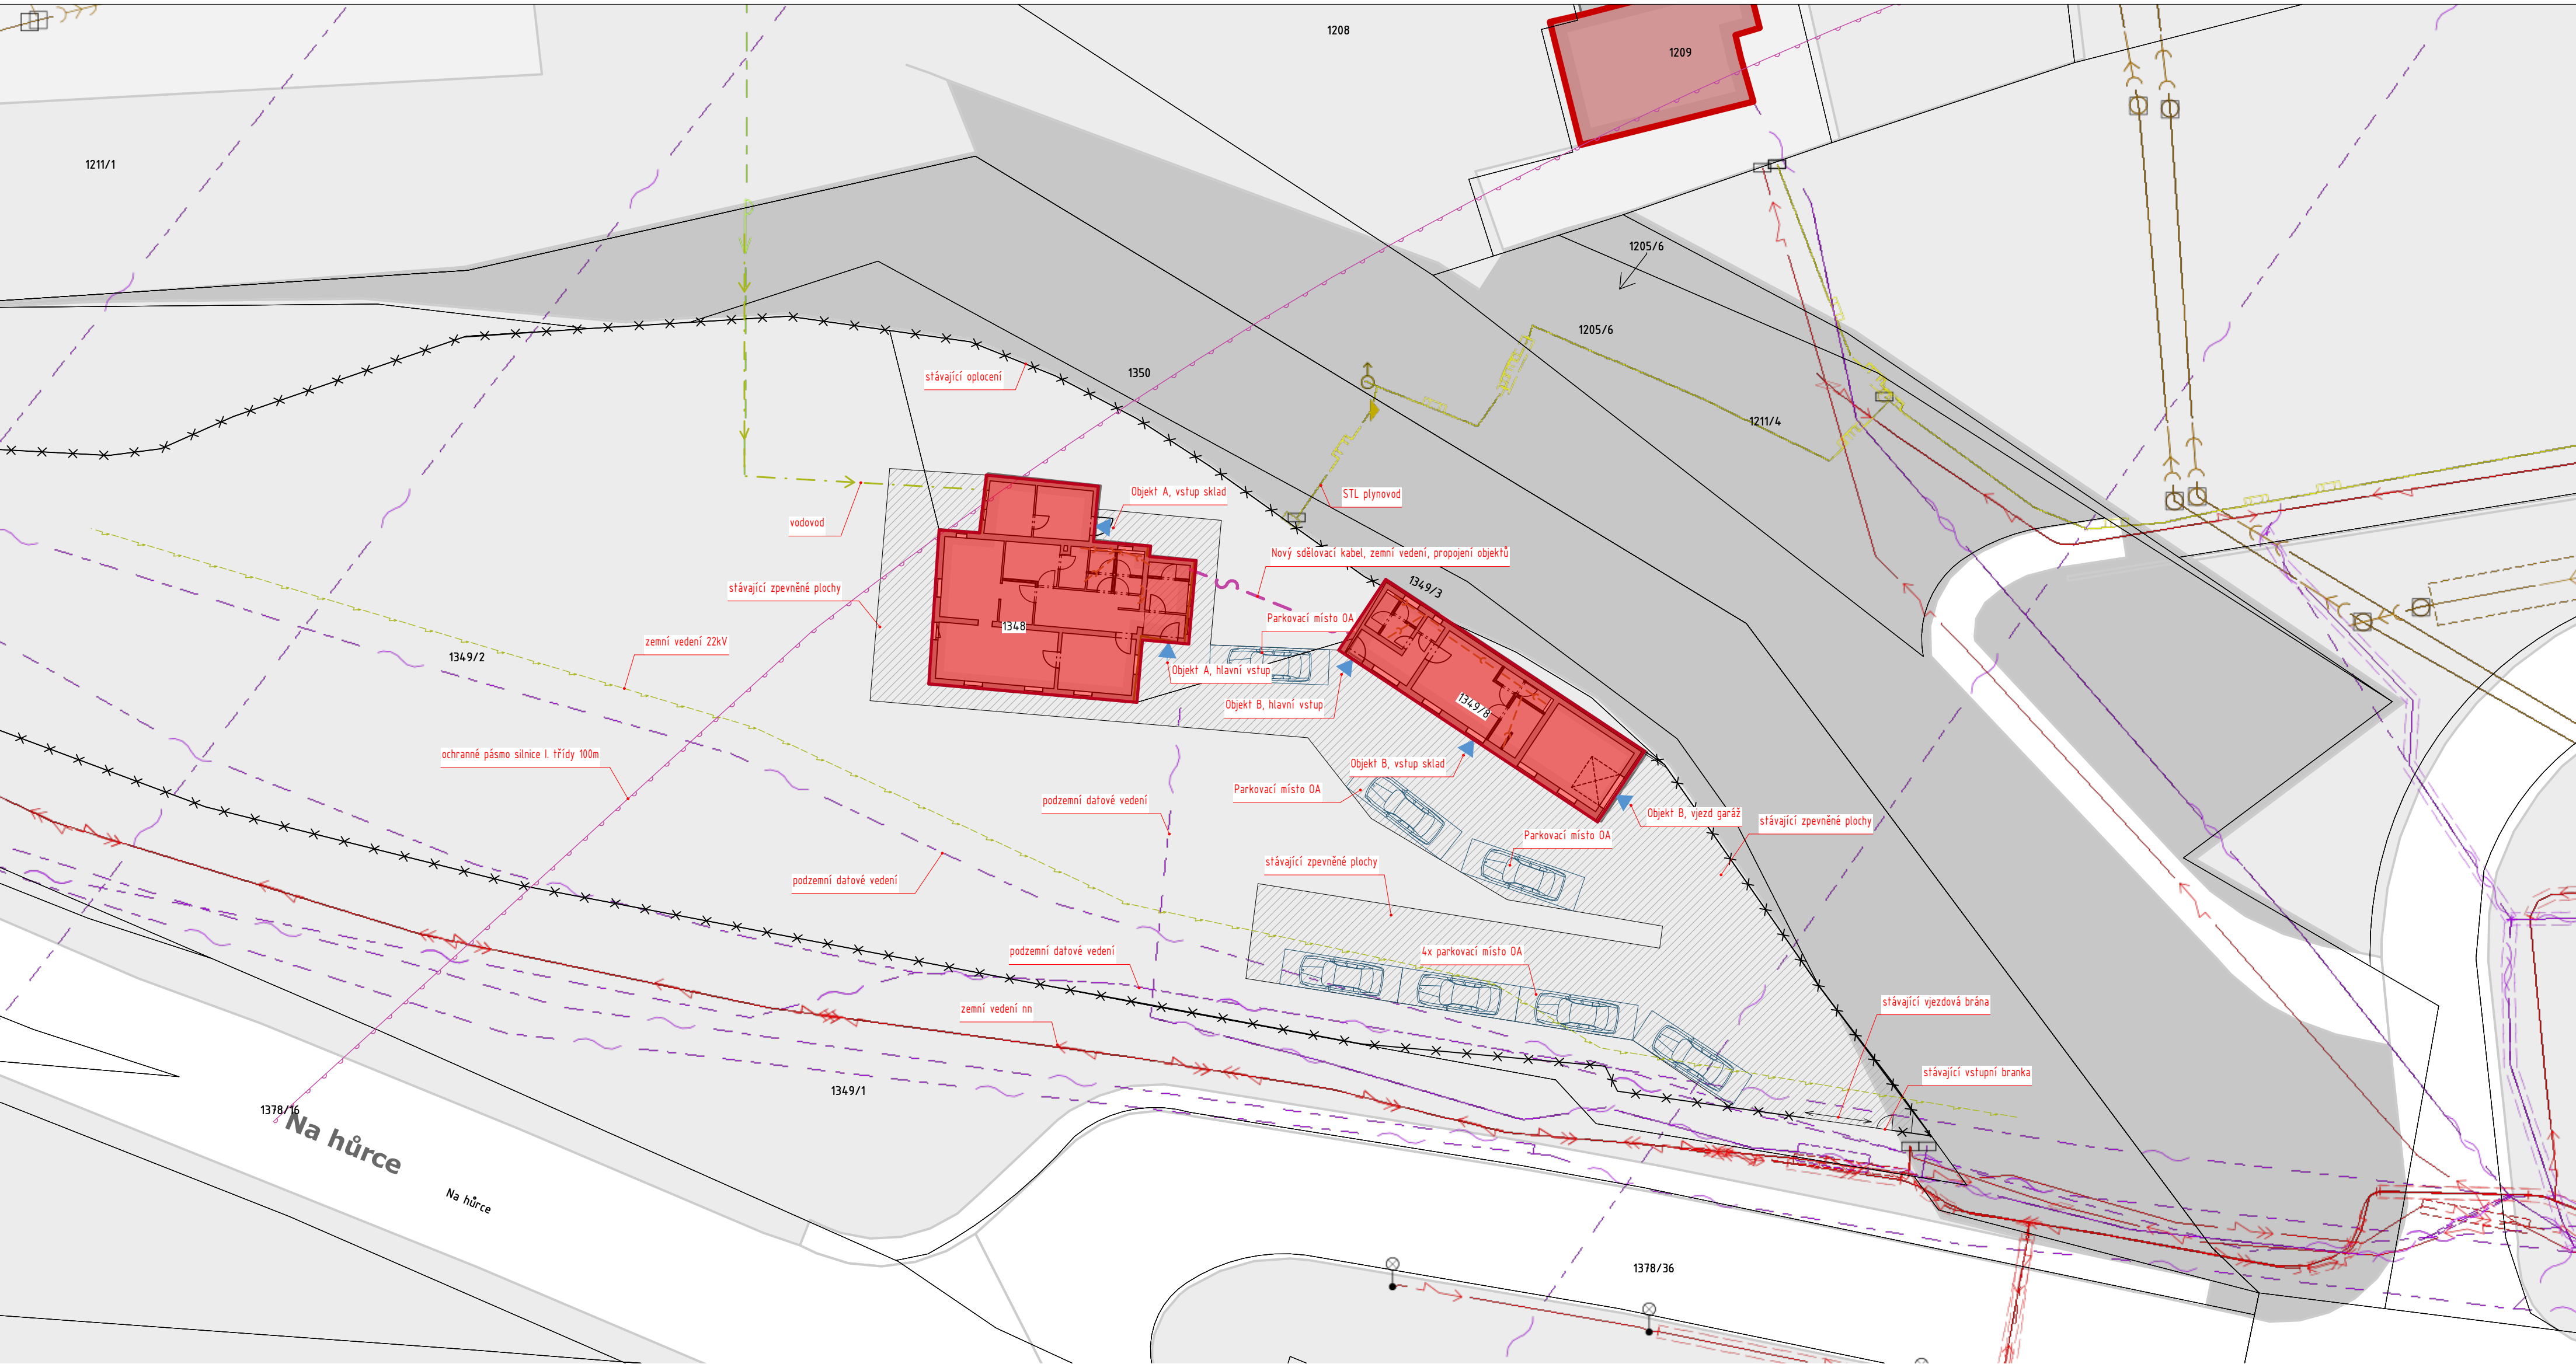 1208
1209
1211/1
1205/6
1205/6
1350
stávající oplocení
1211/4
Objekt A, vstup sklad
STL plynovod
vodovod
Nový sdělovací kabel, zemní vedení, propojení objektů
stávající zpevněné plochy
1349/3
Parkovací místo OA
1348
zemní vedení 22kV
1349/2
Objekt A, hlavní vstup
Objekt B, hlavní vstup
1349/8
ochranné pásmo silnice I. třídy 100m
Objekt B, vstup sklad
Parkovací místo OA
podzemní datové vedení
Objekt B, vjezd garáž
stávající zpevněné plochy
Parkovací místo OA
stávající zpevněné plochy
podzemní datové vedení
podzemní datové vedení
4x parkovací místo OA
zemní vedení nn
stávající vjezdová brána
stávající vstupní branka
1349/1
1378/16
Na hůrce
Na hůrce
1378/36